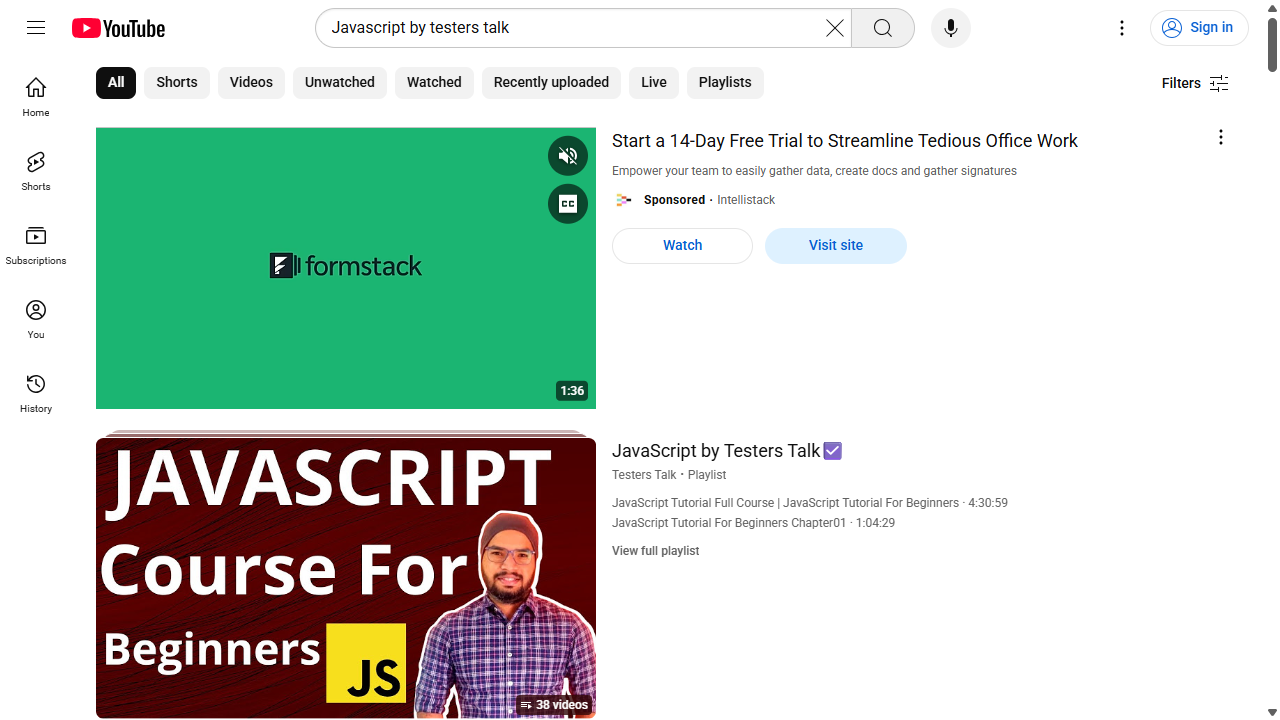 YouTube
Javascript by testers talk
Sign in
Home
Shorts
Subscriptions
You
History
All
Shorts
Videos
Unwatched
Watched
Recently uploaded
Live
Playlists
Filters
formstack
CC
1:36
Start a 14-Day Free Trial to Streamline Tedious Office Work
Empower your team to easily gather data, create docs and gather signatures
Sponsored · Intellistack
Watch
Visit site
JAVASCRIPT
Course For
Beginners
JS
38 videos
JavaScript by Testers Talk☑
Testers Talk · Playlist
JavaScript Tutorial Full Course | JavaScript Tutorial For Beginners · 4:30:59
JavaScript Tutorial For Beginners Chapter01 · 1:04:29
View full playlist